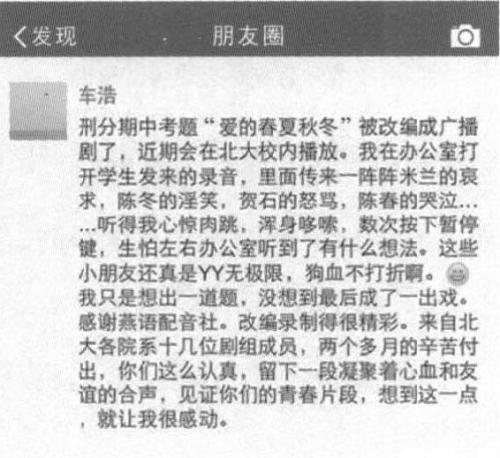 <发现
朋友圈
车浩
刑分期中考题“爱的春夏秋冬”被改编成广播
剧了，近期会在北大校内播放。我在办公室打
开学生发来的录音，里面传来一阵阵米兰的哀
求，陈冬的淫笑，贺石的怒骂，陈春的哭泣...
...听得我心惊肉跳，浑身哆嗦，数次按下暂停
键，生怕左右办公室听到了有什么想法。这些
小朋友还真是YY无极限，狗血不打折啊。
我只是想出一道题，没想到最后成了一出戏。
感谢燕语配音社。改编录制得很精彩。来自北
大各院系十几位剧组成员，两个多月的辛苦付
出，你们这么认真，留下一段凝聚着心血和友
谊的合声，见证你们的青春片段，想到这一点
，就让我很感动。